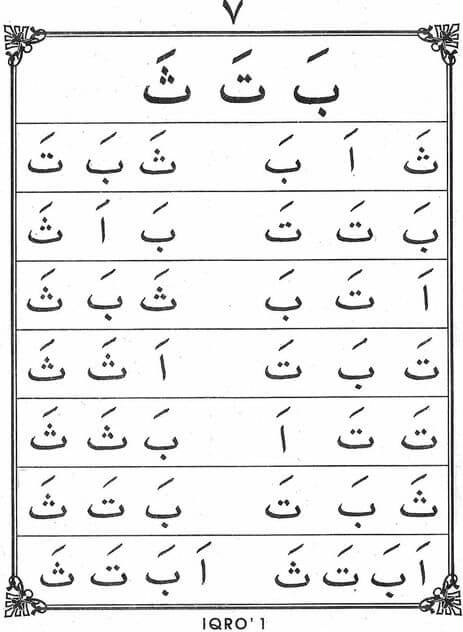 ٧
بَ تَ ثَ
ثَ اَ بَ ثَ بَ تَ
بَ تَ تَ بَ اَ ثَ
اَ تَ بَ ثَ بَ ثَ
تَ بَ تَ اَ ثَ ثَ
تَ تَ اَ بَ ثَ ثَ
ثَ بَ تَ بَ تَ ثَ
اَ بَ تَ ثَ اَ بَ تَ ثَ
IQRO' 1